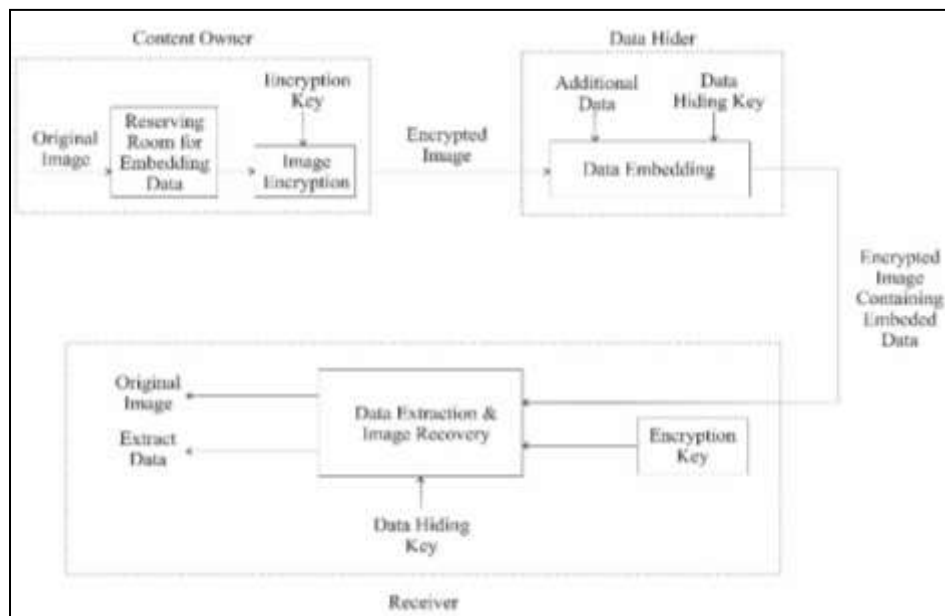 Content Owner
Data Hider
Encryption
Key
Original
Image
Reserving
Room for
Embedding
Data
Image
Encryption
Encrypted
Image
Additional
Data
Data
Hiding Key
Data Embedding
Encrypted
Image
Containing
Embeded
Data
Original
Image
Extract
Data
Data Extraction &
Image Recovery
Encryption
Key
Data Hiding
Key
Receiver